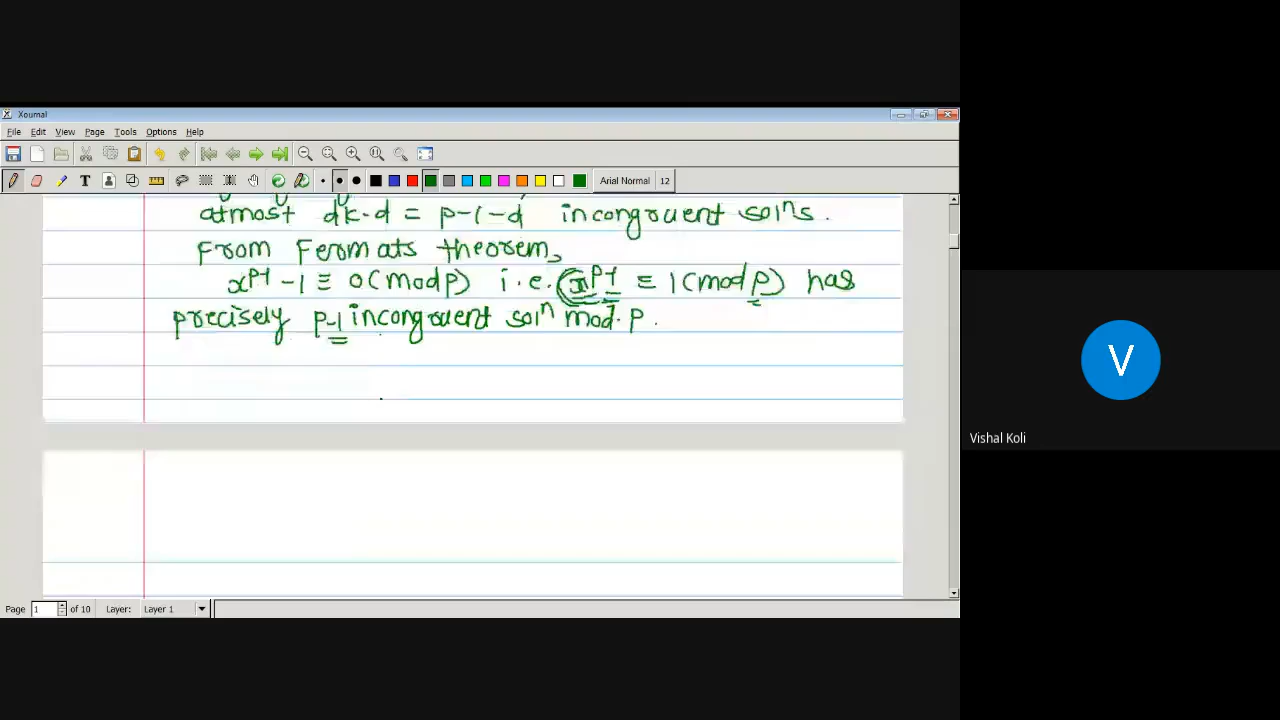 Xournal
File Edit View Page Tools Options Help
Arial Normal 12
atmost dk-d = p-1-d incongruent solns.
From Fermats theorem,
x^{p-1} -1 ≡ 0(mod p) i.e. x^{p-1} ≡ 1(mod p) has
precisely p-1 incongruent soln mod. p.
V
Vishal Koli
Page 1 of 10 Layer: Layer 1